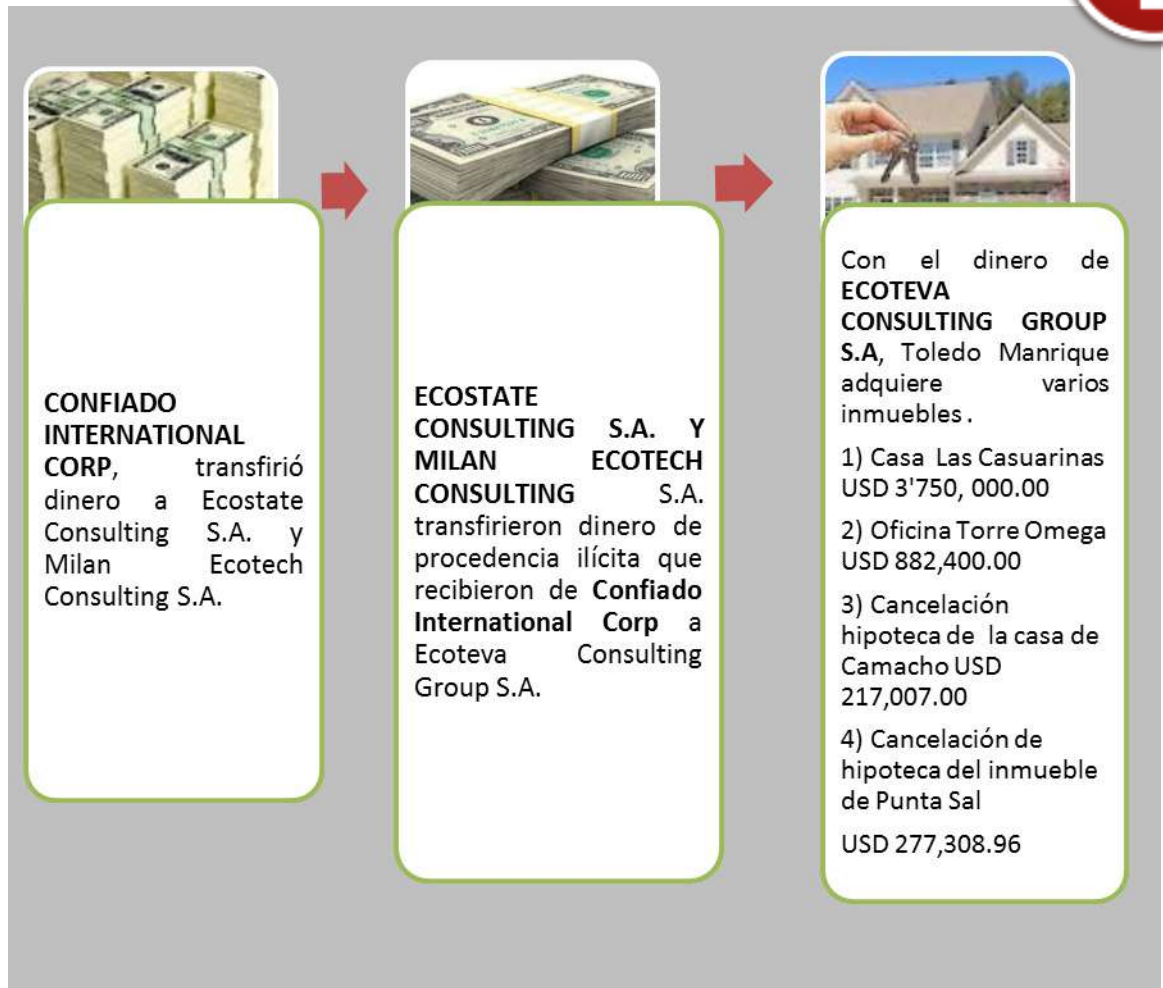 CONFIADO
INTERNATIONAL
CORP, transfirió
dinero a Ecostate
Consulting S.A. y
Milan Ecotech
Consulting S.A.
ECOSTATE
CONSULTING S.A. Y
MILAN ECOTECH
CONSULTING S.A.
transfirieron dinero de
procedencia ilícita que
recibieron de Confiado
International Corp a
Ecoteva Consulting
Group S.A.
Con el dinero de
ECOTEVA
CONSULTING GROUP
S.A, Toledo Manrique
adquiere varios
inmuebles.
1) Casa Las Casuarinas
USD 3'750, 000.00
2) Oficina Torre Omega
USD 882,400.00
3) Cancelación
hipoteca de la casa de
Camacho USD
217,007.00
4) Cancelación de
hipoteca del inmueble
de Punta Sal
USD 277,308.96